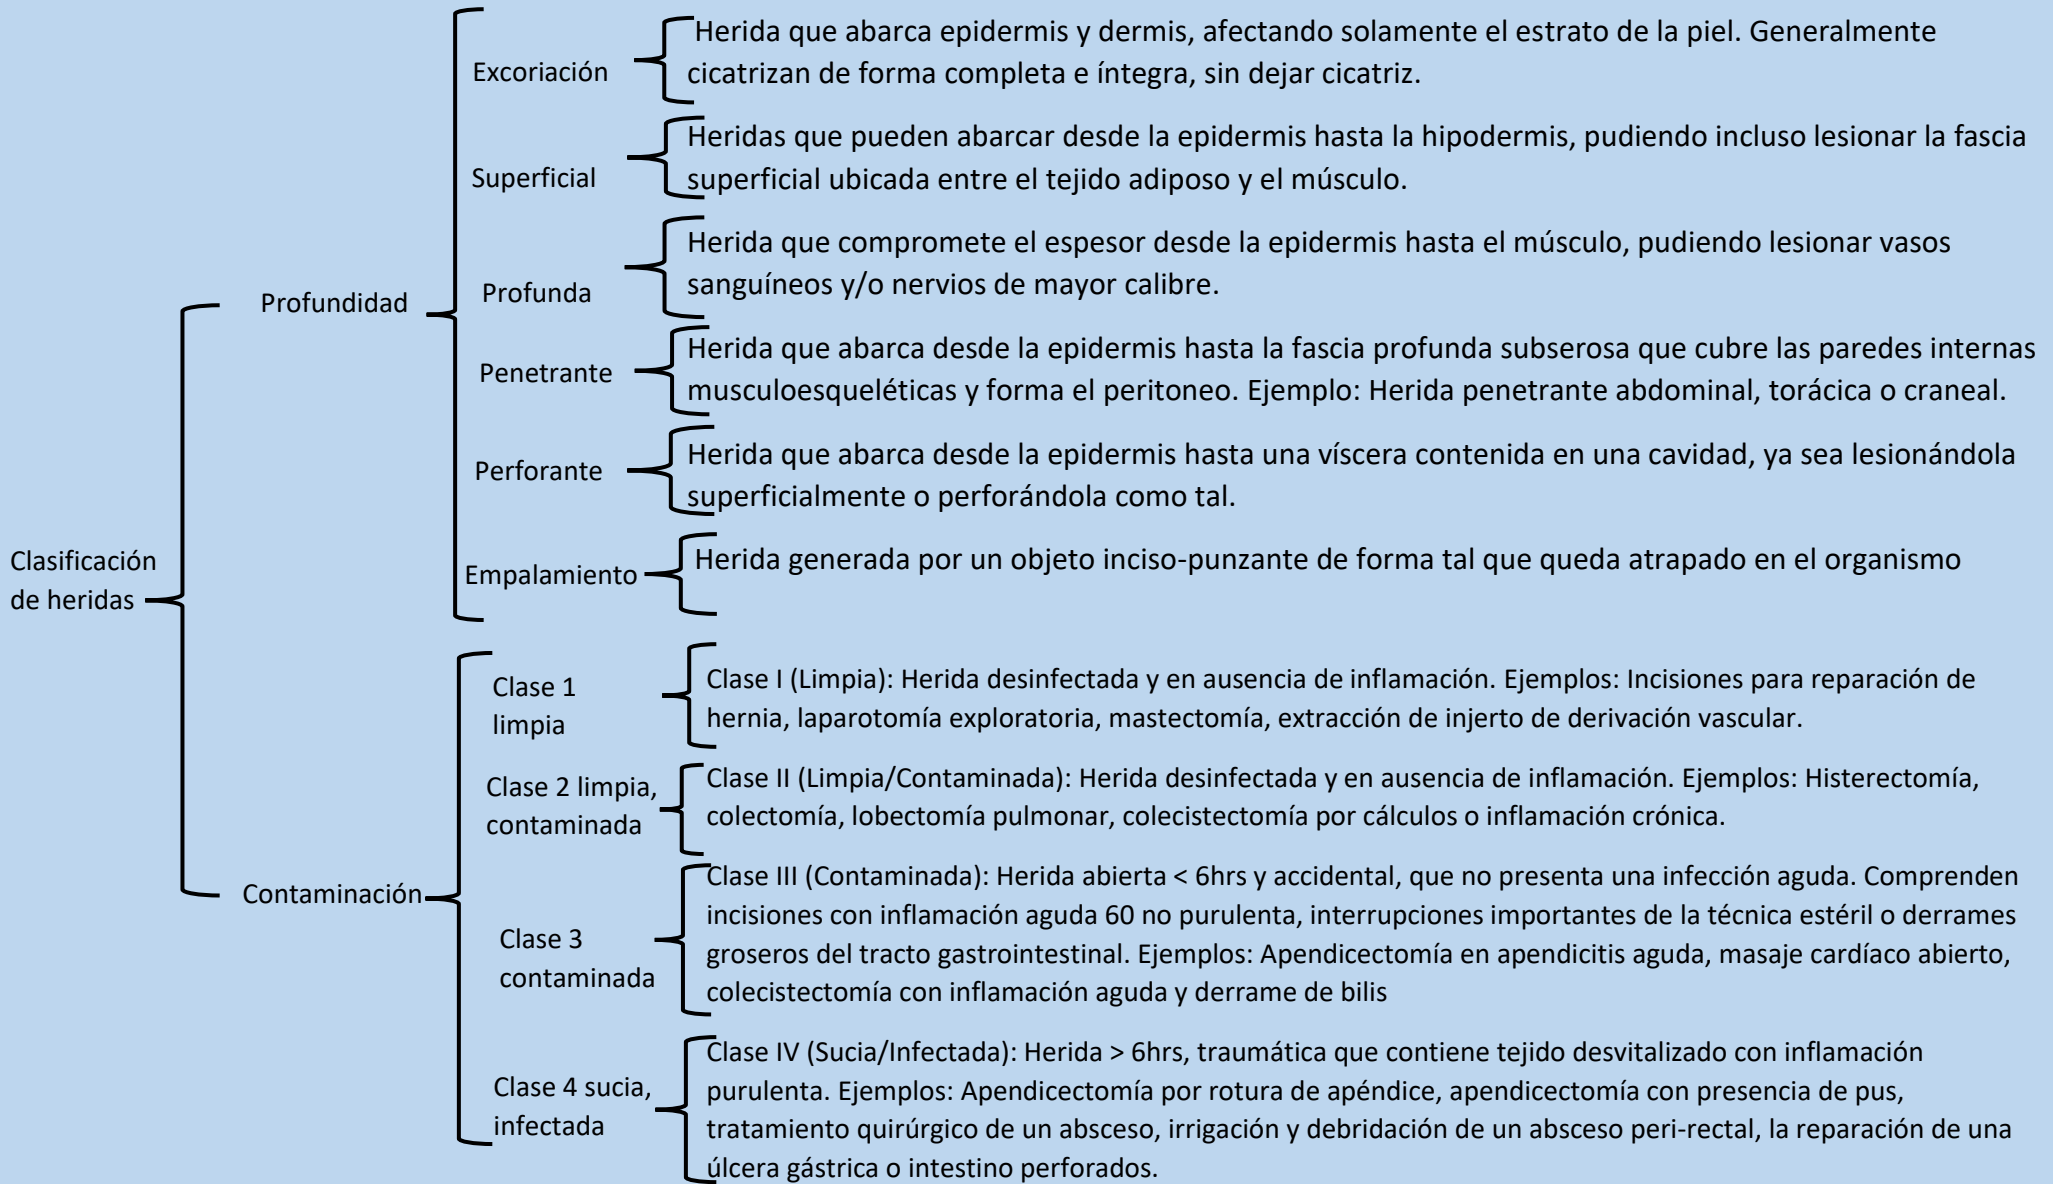 Clasificación
de heridas
Profundidad
Excoriación
Herida que abarca epidermis y dermis, afectando solamente el estrato de la piel. Generalmente
cicatrizan de forma completa e íntegra, sin dejar cicatriz.
Superficial
Heridas que pueden abarcar desde la epidermis hasta la hipodermis, pudiendo incluso lesionar la fascia
superficial ubicada entre el tejido adiposo y el músculo.
Profunda
Herida que compromete el espesor desde la epidermis hasta el músculo, pudiendo lesionar vasos
sanguíneos y/o nervios de mayor calibre.
Penetrante
Herida que abarca desde la epidermis hasta la fascia profunda subserosa que cubre las paredes internas
musculoesqueléticas y forma el peritoneo. Ejemplo: Herida penetrante abdominal, torácica o craneal.
Perforante
Herida que abarca desde la epidermis hasta una víscera contenida en una cavidad, ya sea lesionándola
superficialmente o perforándola como tal.
Empalamiento
Herida generada por un objeto inciso-punzante de forma tal que queda atrapado en el organismo
Contaminación
Clase 1
limpia
Clase I (Limpia): Herida desinfectada y en ausencia de inflamación. Ejemplos: Incisiones para reparación de
hernia, laparotomía exploratoria, mastectomía, extracción de injerto de derivación vascular.
Clase 2 limpia,
contaminada
Clase II (Limpia/Contaminada): Herida desinfectada y en ausencia de inflamación. Ejemplos: Histerectomía,
colectomía, lobectomía pulmonar, colecistectomía por cálculos o inflamación crónica.
Clase 3
contaminada
Clase III (Contaminada): Herida abierta < 6hrs y accidental, que no presenta una infección aguda. Comprenden
incisiones con inflamación aguda 60 no purulenta, interrupciones importantes de la técnica estéril o derrames
groseros del tracto gastrointestinal. Ejemplos: Apendicectomía en apendicitis aguda, masaje cardíaco abierto,
colecistectomía con inflamación aguda y derrame de bilis
Clase 4 sucia,
infectada
Clase IV (Sucia/Infectada): Herida > 6hrs, traumática que contiene tejido desvitalizado con inflamación
purulenta. Ejemplos: Apendicectomía por rotura de apéndice, apendicectomía con presencia de pus,
tratamiento quirúrgico de un absceso, irrigación y debridación de un absceso peri-rectal, la reparación de una
úlcera gástrica o intestino perforados.